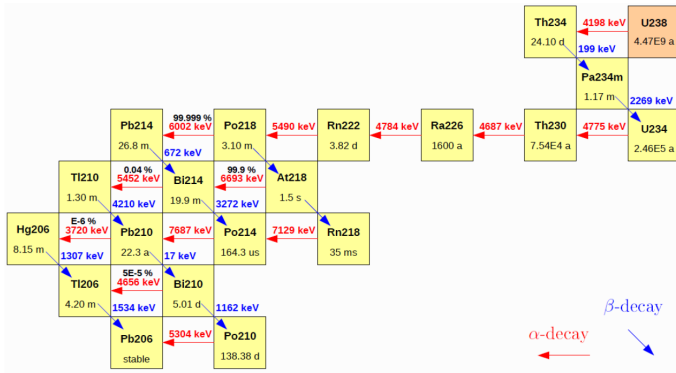 Th234 4198 keV U238
24.10 d 199 keV 4.47E9 a
Pa234m
1.17 m 2269 keV
99.999 %
Pb214 6002 keV Po218 5490 keV Rn222 4784 keV Ra226 4687 keV Th230 4775 keV U234
26.8 m 672 keV 3.10 m 3.82 d 1600 a 7.54E4 a 2.46E5 a
0.04 % 99.9 %
Tl210 5452 keV Bi214 6693 keV At218
1.30 m 4210 keV 19.9 m 3272 keV 1.5 s
E-6 %
Hg206 3720 keV Pb210 7687 keV Po214 7129 keV Rn218
8.15 m 1307 keV 22.3 a 17 keV 164.3 us 35 ms
5E-5 %
Tl206 4656 keV Bi210
4.20 m 1534 keV 5.01 d 1162 keV
Pb206 5304 keV Po210
stable 138.38 d
β-decay
α-decay